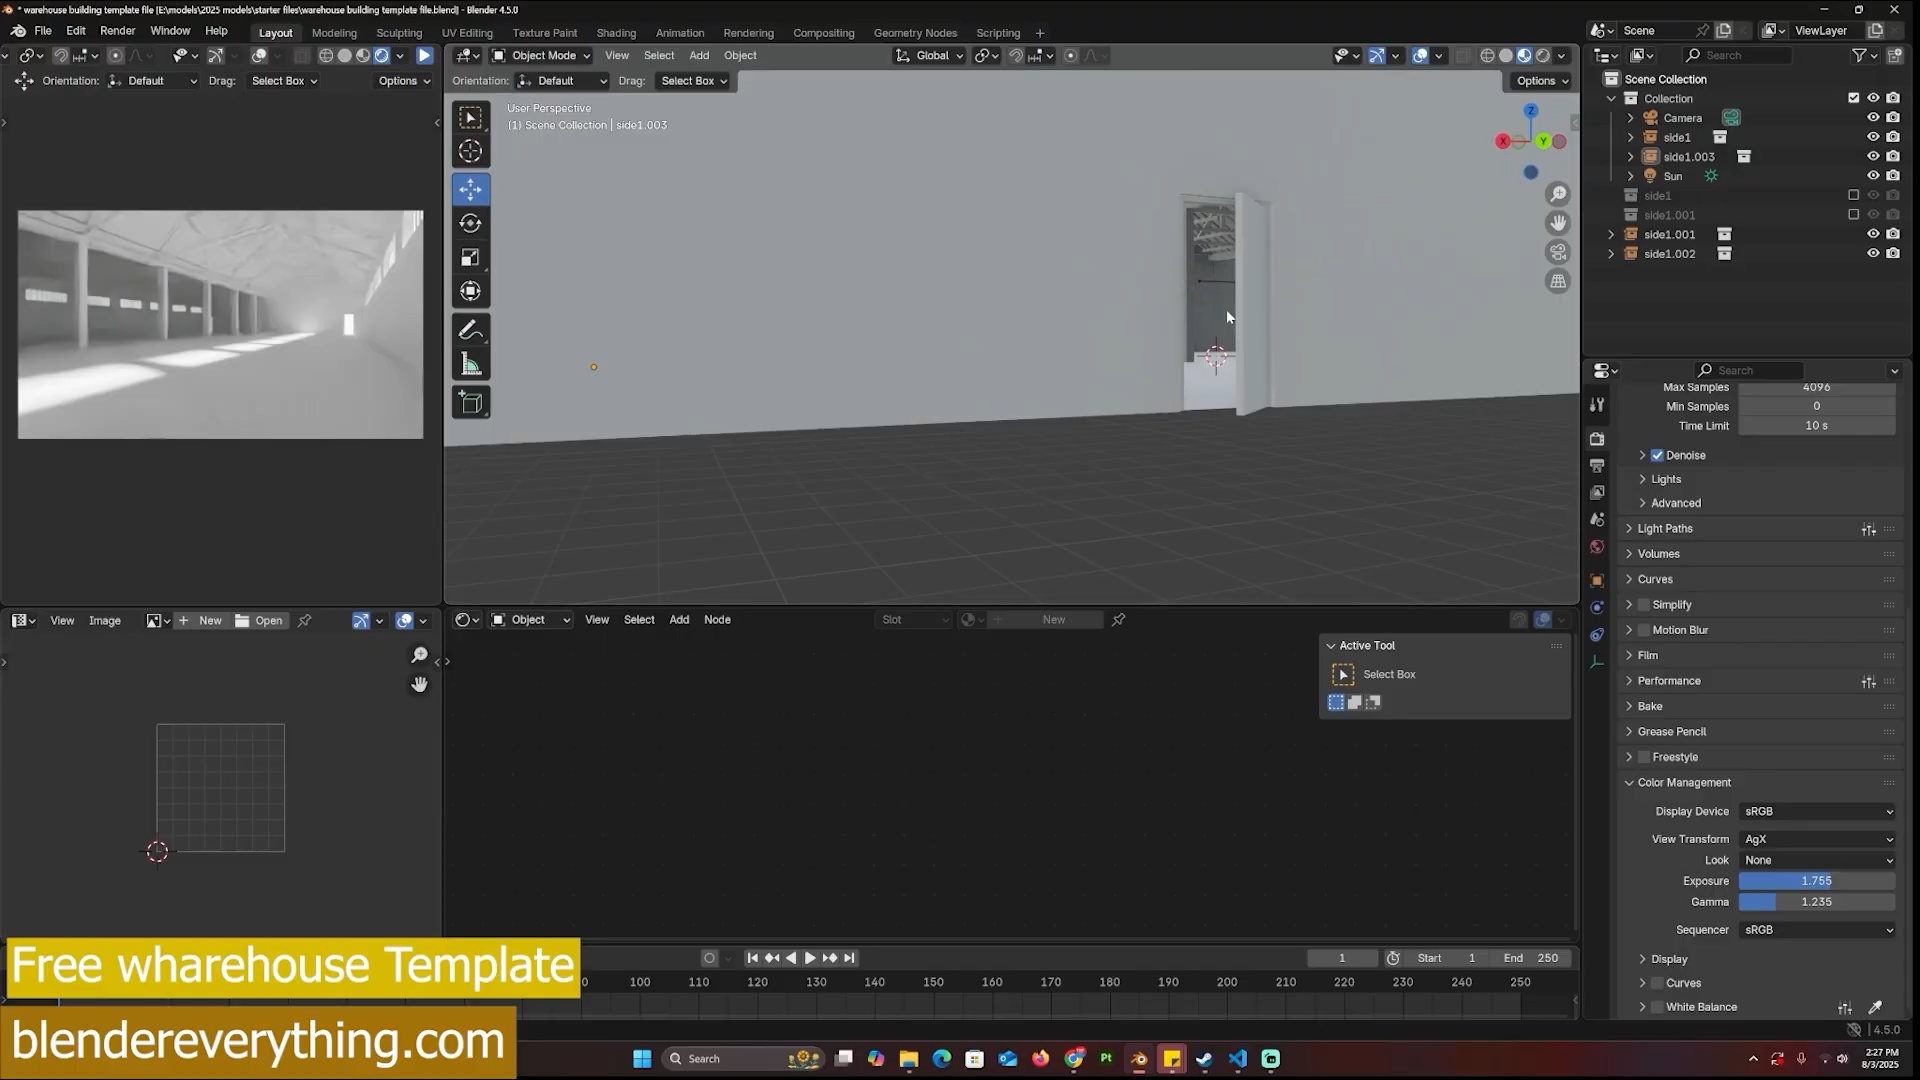 * warehouse building template file [E:\models\2025 models\starter files\warehouse building template file.blend] - Blender 4.5.0
File Edit Render Window Help Layout Modeling Sculpting UV Editing Texture Paint Shading Animation Rendering Compositing Geometry Nodes Scripting +
Scene ViewLayer
Object Mode View Select Add Object Global
Search
Orientation: Default Drag: Select Box Options
Orientation: Default Drag: Select Box Options
Scene Collection
Collection
Camera
side1
side1.003
Sun
side1
side1.001
side1.001
side1.002
User Perspective
(1) Scene Collection | side1.003
Z
X
Y
Search
Max Samples 4096
Min Samples 0
Time Limit 10 s
Denoise
Lights
Advanced
Light Paths
Volumes
Curves
Simplify
Motion Blur
Film
Performance
Bake
Grease Pencil
Freestyle
Color Management
Display Device sRGB
View Transform AgX
Look None
Exposure 1.755
Gamma 1.235
Sequencer sRGB
Display
Curves
White Balance
View Image New Open
Object View Select Add Node Slot New
Active Tool
Select Box
1 Start 1 End 250
100 110 120 130 140 150 160 170 180 190 200 210 220 230 240 250
4.5.0
Free wharehouse Template
blendereverything.com
Search
Pt
2:27 PM
8/3/2025